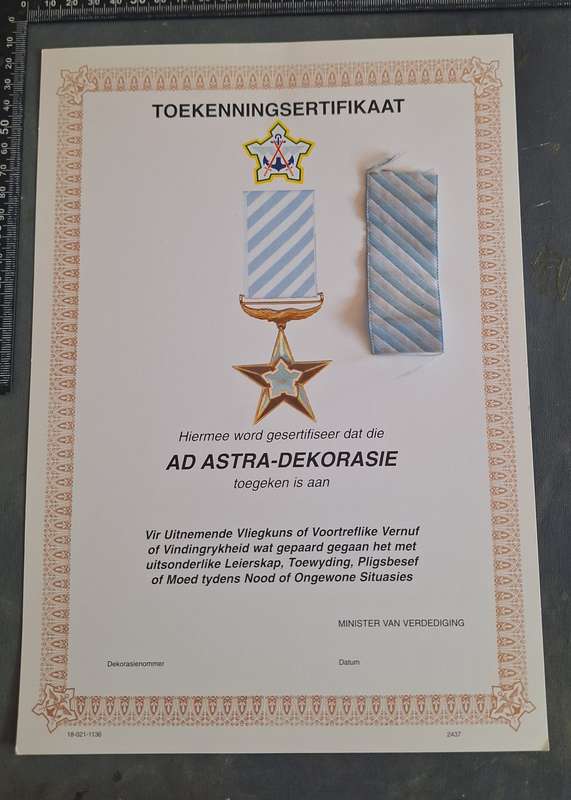 TOEKENNINGSERTIFIKAAT
Hiermee word gesertifiseer dat die
AD ASTRA-DEKORASIE
toegeken is aan
Vir Uitnemende Vliegkuns of Voortreflike Vernuf
of Vindingrykheid wat gepaard gegaan het met
uitsonderlike Leierskap, Toewyding, Pligsbesef
of Moed tydens Nood of Ongewone Situasies
MINISTER VAN VERDEDIGING
Dekorasienommer
Datum
18-021-1136
2437